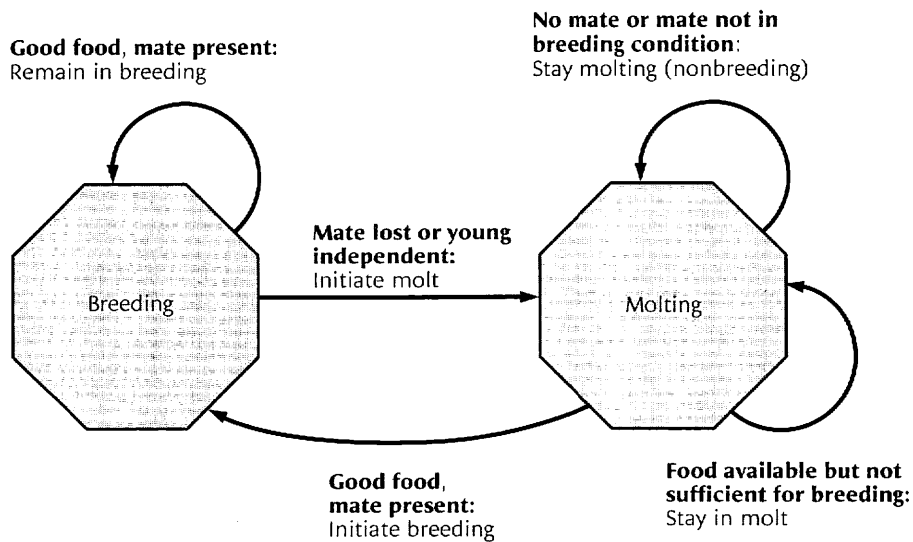 Good food, mate present:
Remain in breeding
No mate or mate not in
breeding condition:
Stay molting (nonbreeding)
Mate lost or young
independent:
Initiate molt
Breeding
Molting
Good food,
mate present:
Initiate breeding
Food available but not
sufficient for breeding:
Stay in molt